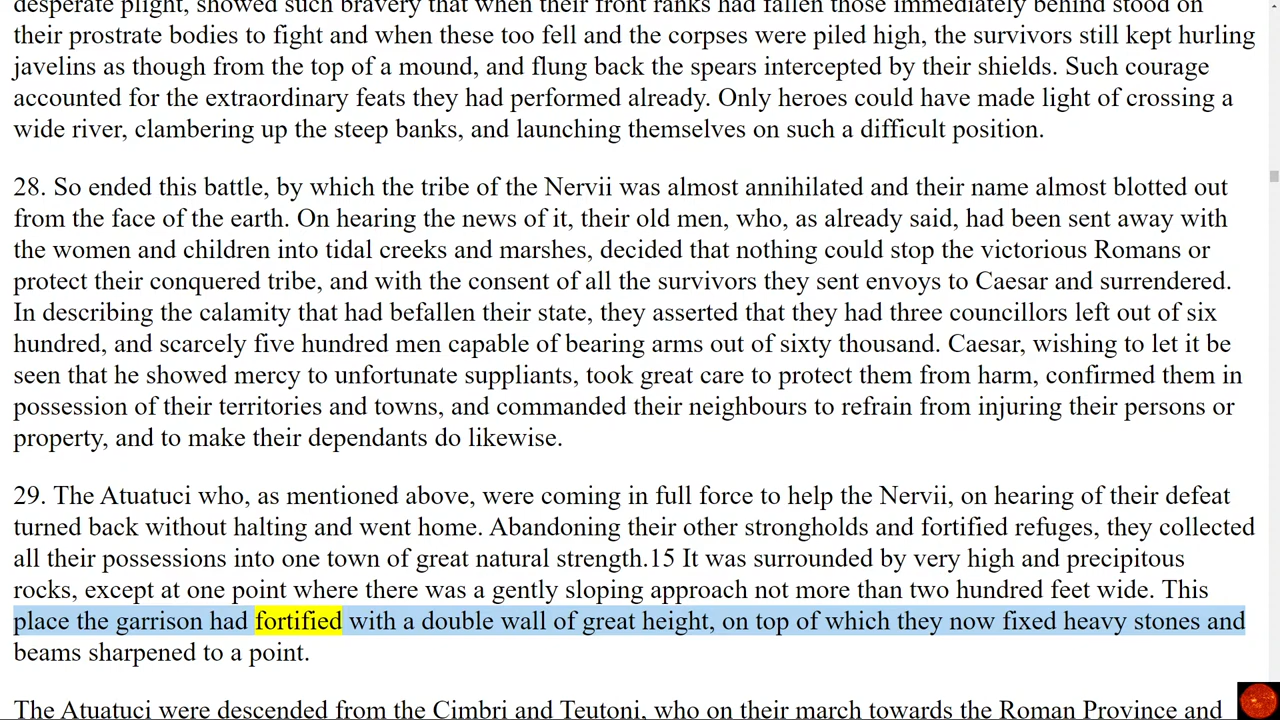 desperate plight, showed such bravery that when their front ranks had fallen those immediately behind stood on
their prostrate bodies to fight and when these too fell and the corpses were piled high, the survivors still kept hurling
javelins as though from the top of a mound, and flung back the spears intercepted by their shields. Such courage
accounted for the extraordinary feats they had performed already. Only heroes could have made light of crossing a
wide river, clambering up the steep banks, and launching themselves on such a difficult position.
28. So ended this battle, by which the tribe of the Nervii was almost annihilated and their name almost blotted out
from the face of the earth. On hearing the news of it, their old men, who, as already said, had been sent away with
the women and children into tidal creeks and marshes, decided that nothing could stop the victorious Romans or
protect their conquered tribe, and with the consent of all the survivors they sent envoys to Caesar and surrendered.
In describing the calamity that had befallen their state, they asserted that they had three councillors left out of six
hundred, and scarcely five hundred men capable of bearing arms out of sixty thousand. Caesar, wishing to let it be
seen that he showed mercy to unfortunate suppliants, took great care to protect them from harm, confirmed them in
possession of their territories and towns, and commanded their neighbours to refrain from injuring their persons or
property, and to make their dependants do likewise.
29. The Atuatuci who, as mentioned above, were coming in full force to help the Nervii, on hearing of their defeat
turned back without halting and went home. Abandoning their other strongholds and fortified refuges, they collected
all their possessions into one town of great natural strength.15 It was surrounded by very high and precipitous
rocks, except at one point where there was a gently sloping approach not more than two hundred feet wide. This
place the garrison had fortified with a double wall of great height, on top of which they now fixed heavy stones and
beams sharpened to a point.
The Atuatuci were descended from the Cimbri and Teutoni, who on their march towards the Roman Province and